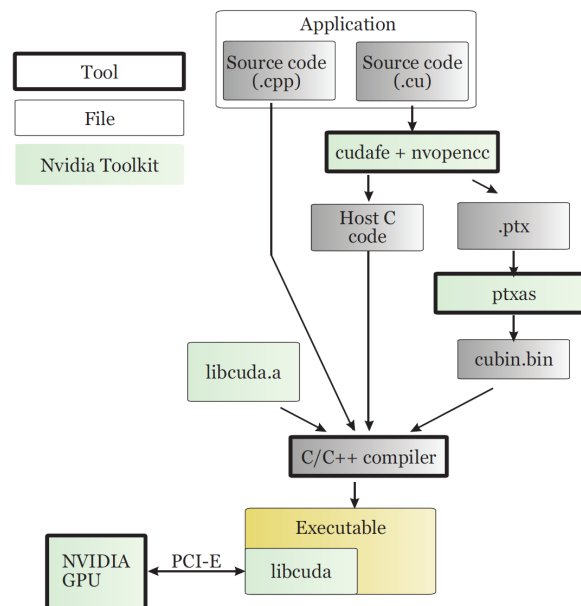 Application
Source code
(.cpp)
Source code
(.cu)
Tool
File
Nvidia Toolkit
cudafe + nvopencc
Host C
code
.ptx
ptxas
cubin.bin
libcuda.a
C/C++ compiler
Executable
libcuda
NVIDIA
GPU
PCI-E